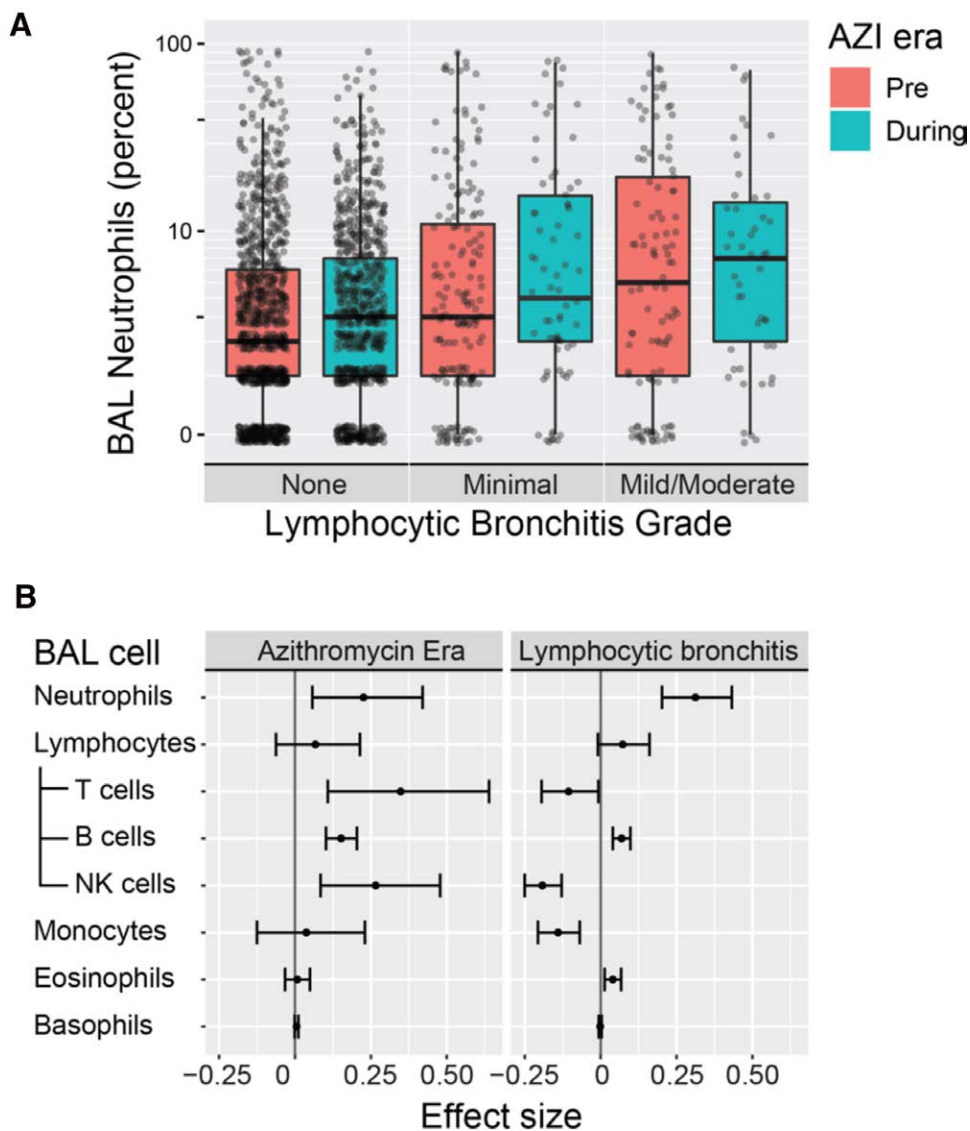 A
BAL Neutrophils (percent)
100
10
0
None Minimal Mild/Moderate
Lymphocytic Bronchitis Grade
AZI era
Pre
During
B
BAL cell
Azithromycin Era Lymphocytic bronchitis
Neutrophils
Lymphocytes
T cells
B cells
NK cells
Monocytes
Eosinophils
Basophils
−0.25 0 0.25 0.50 −0.25 0 0.25 0.50
Effect size